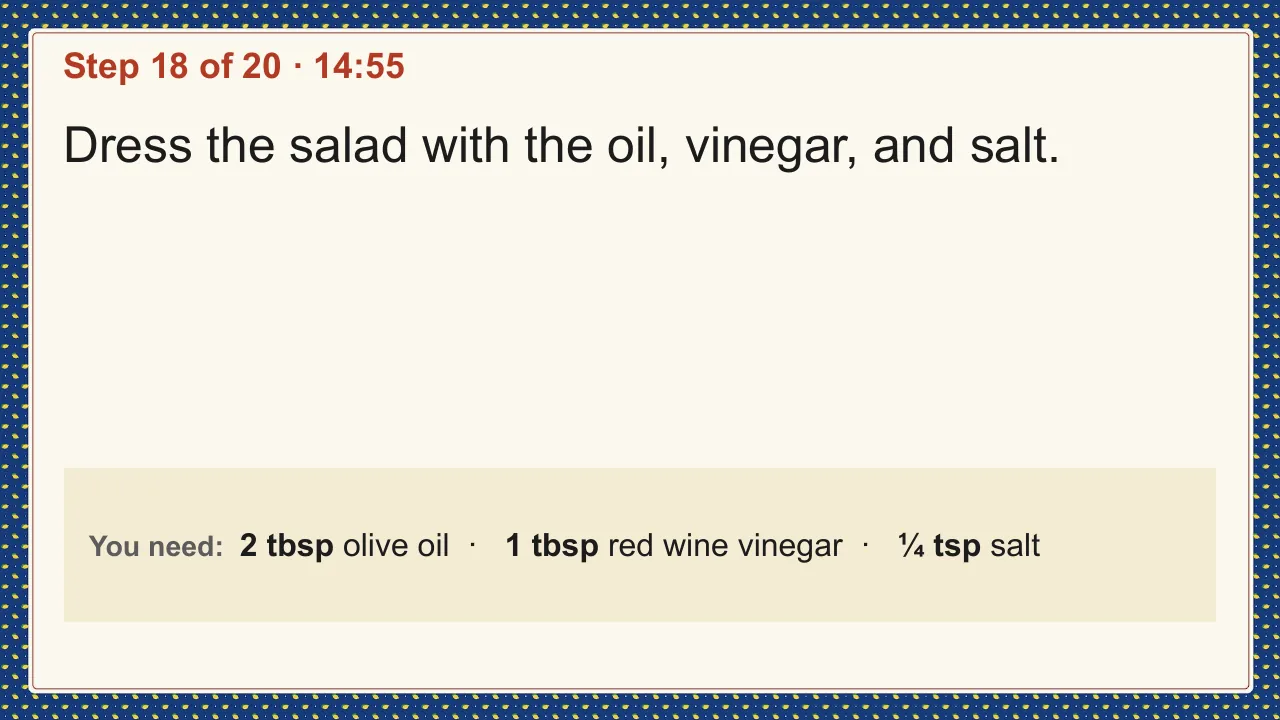 Step 18 of 20 · 14:55
Dress the salad with the oil, vinegar, and salt.
You need: 2 tbsp olive oil · 1 tbsp red wine vinegar · ¼ tsp salt